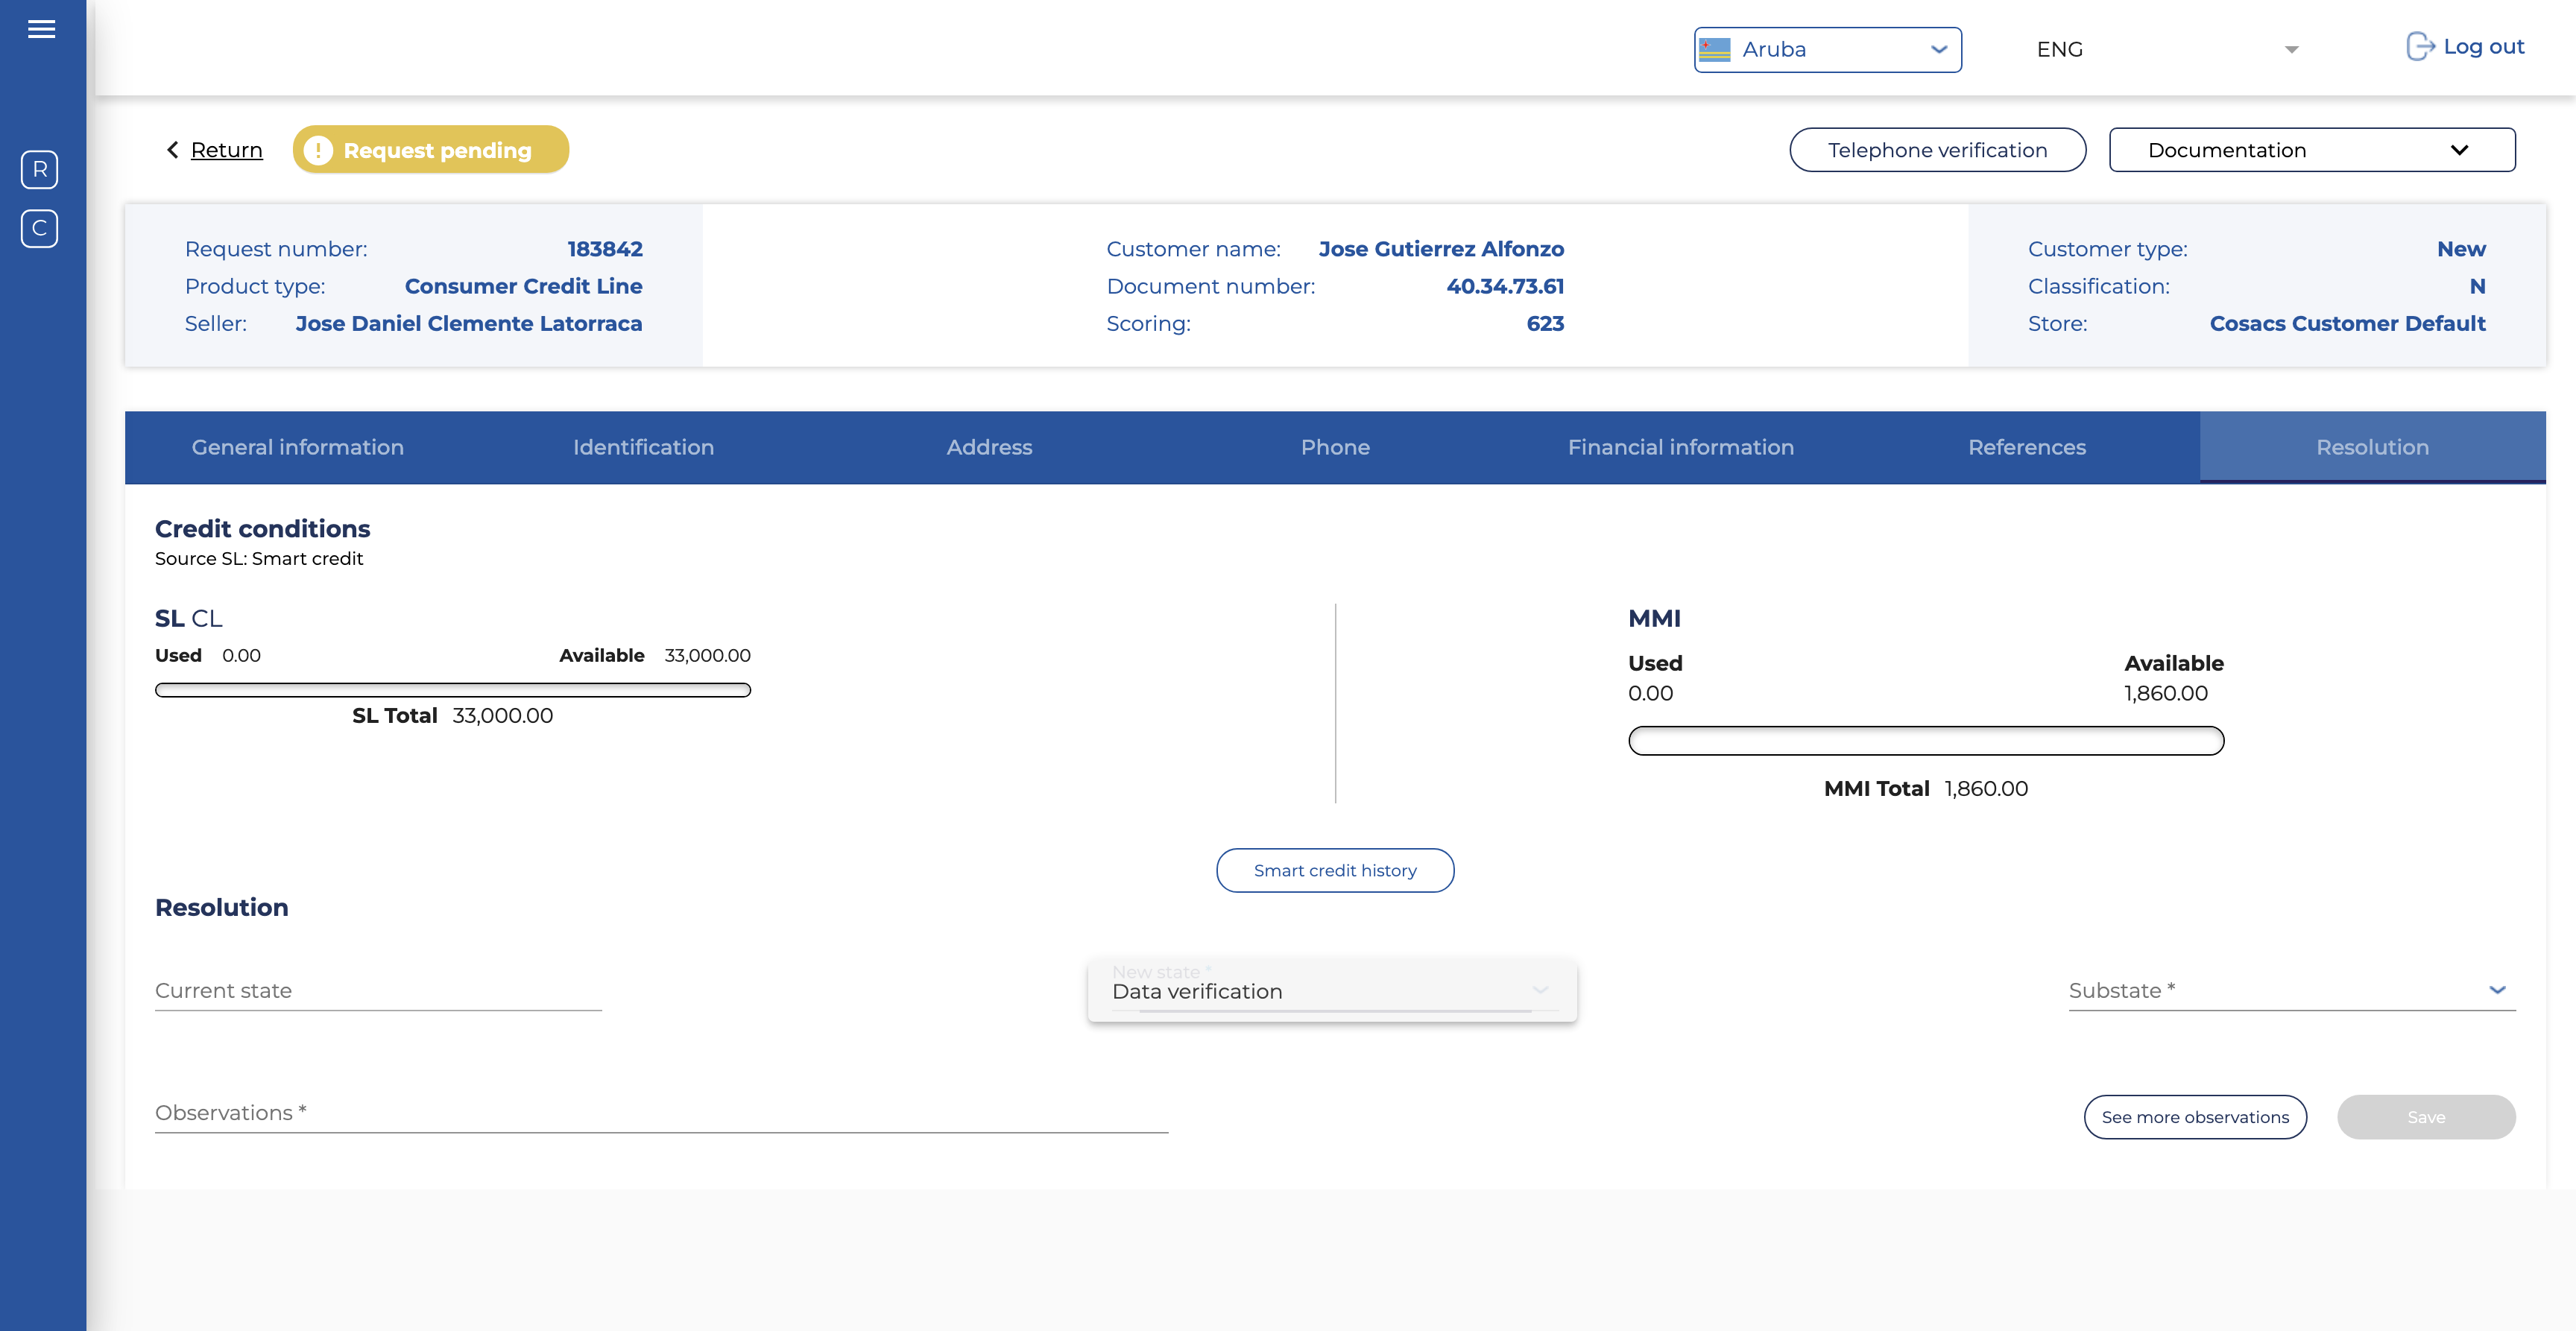 Aruba
ENG
Log out
R
C
Return
! Request pending
Telephone verification
Documentation
Request number: 183842
Product type: Consumer Credit Line
Seller: Jose Daniel Clemente Latorraca
Customer name: Jose Gutierrez Alfonzo
Document number: 40.34.73.61
Scoring: 623
Customer type: New
Classification: N
Store: Cosacs Customer Default
General information
Identification
Address
Phone
Financial information
References
Resolution
Credit conditions
Source SL: Smart credit
SL CL
Used 0.00 Available 33,000.00
SL Total 33,000.00
MMI
Used Available
0.00 1,860.00
MMI Total 1,860.00
Smart credit history
Resolution
Current state
New state *
Data verification
Substate *
Observations *
See more observations
Save